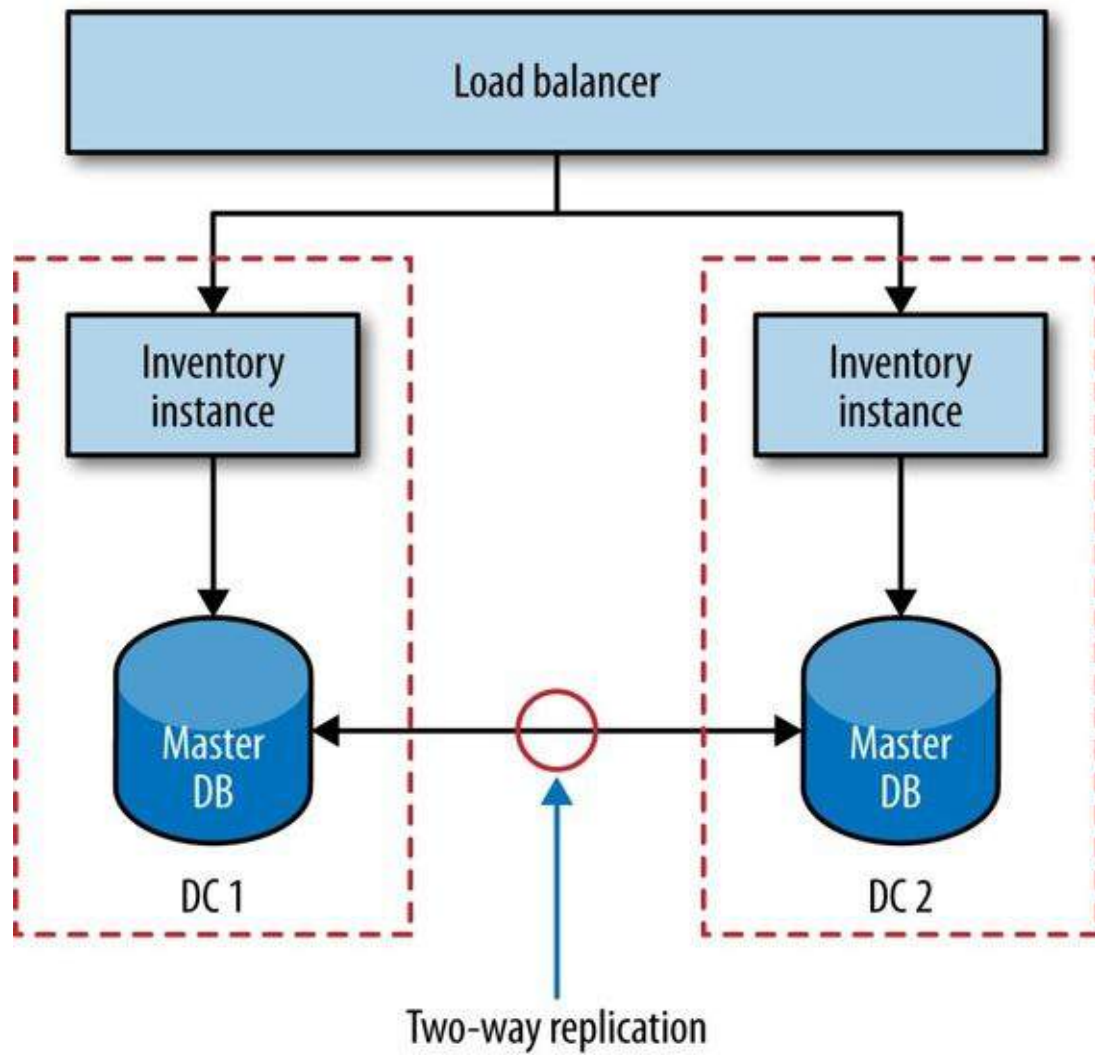 Load balancer
Inventory
instance
Inventory
instance
Master
DB
Master
DB
DC 1
DC 2
Two-way replication